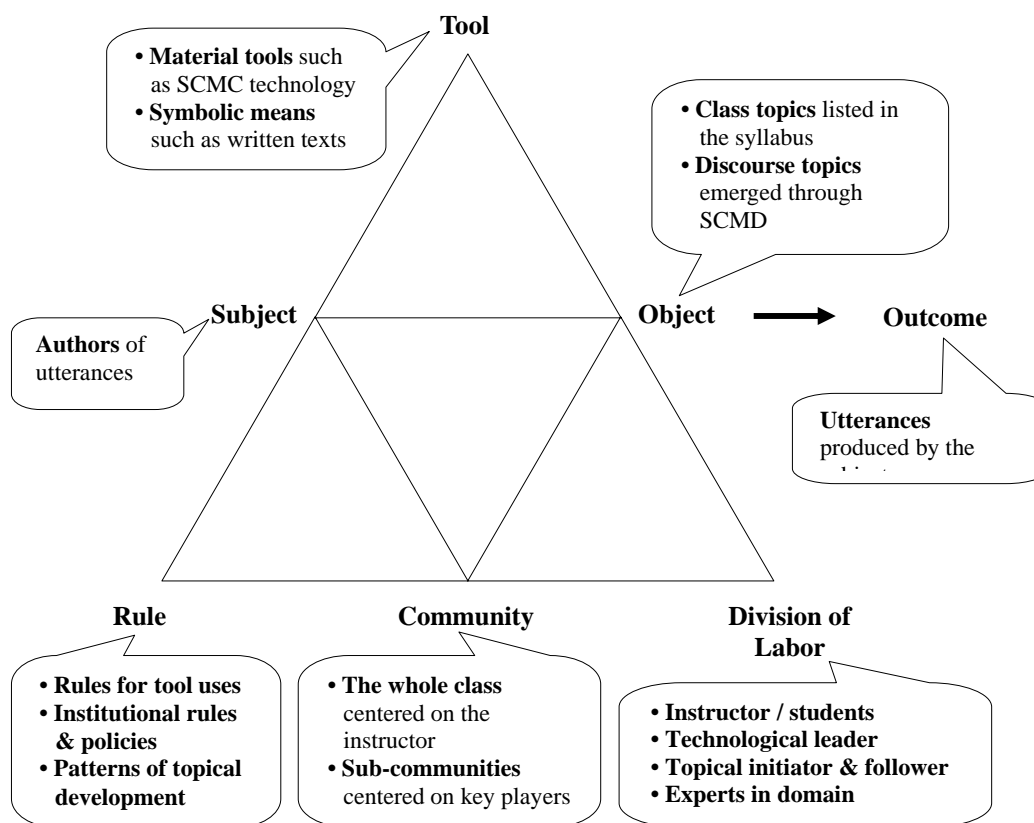 Tool
• Material tools such
as SCMC technology
• Symbolic means
such as written texts
• Class topics listed in
the syllabus
• Discourse topics
emerged through
SCMD
Subject
Object
Outcome
Authors of
utterances
Utterances
produced by the
Rule
Community
Division of
Labor
• Rules for tool uses
• Institutional rules
& policies
• Patterns of topical
development
• The whole class
centered on the
instructor
• Sub-communities
centered on key players
• Instructor / students
• Technological leader
• Topical initiator & follower
• Experts in domain